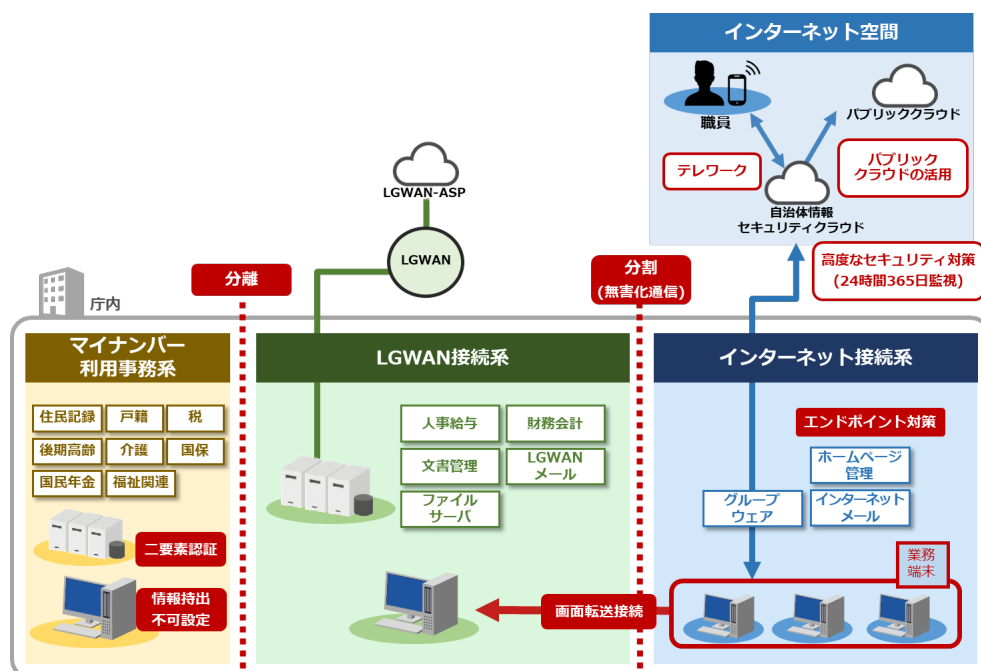 インターネット空間
職員
パブリッククラウド
テレワーク
パブリック
クラウドの活用
自治体情報
セキュリティクラウド
LGWAN-ASP
LGWAN
分離
分割
(無害化通信)
高度なセキュリティ対策
(24時間365日監視)
庁内
マイナンバー
利用事務系
住民記録
戸籍
税
後期高齢
介護
国保
国民年金
福祉関連
二要素認証
情報持出
不可設定
LGWAN接続系
人事給与
財務会計
文書管理
LGWAN
メール
ファイル
サーバ
画面転送接続
インターネット接続系
エンドポイント対策
ホームページ
管理
グループ
ウェア
インターネット
メール
業務
端末